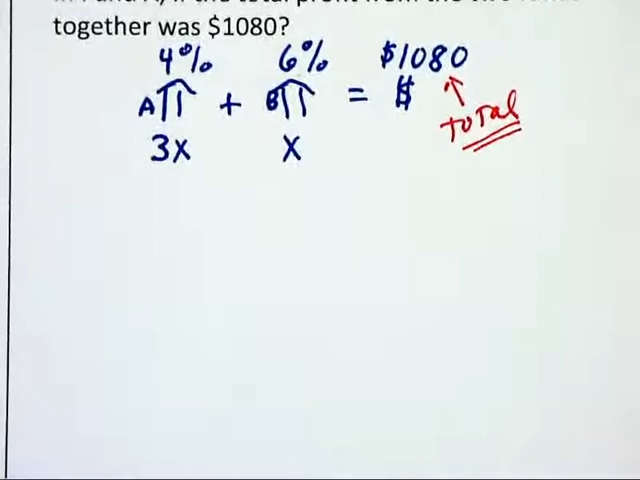 together was $1080?
4% 6% $1080
A + B = $ total
3x x